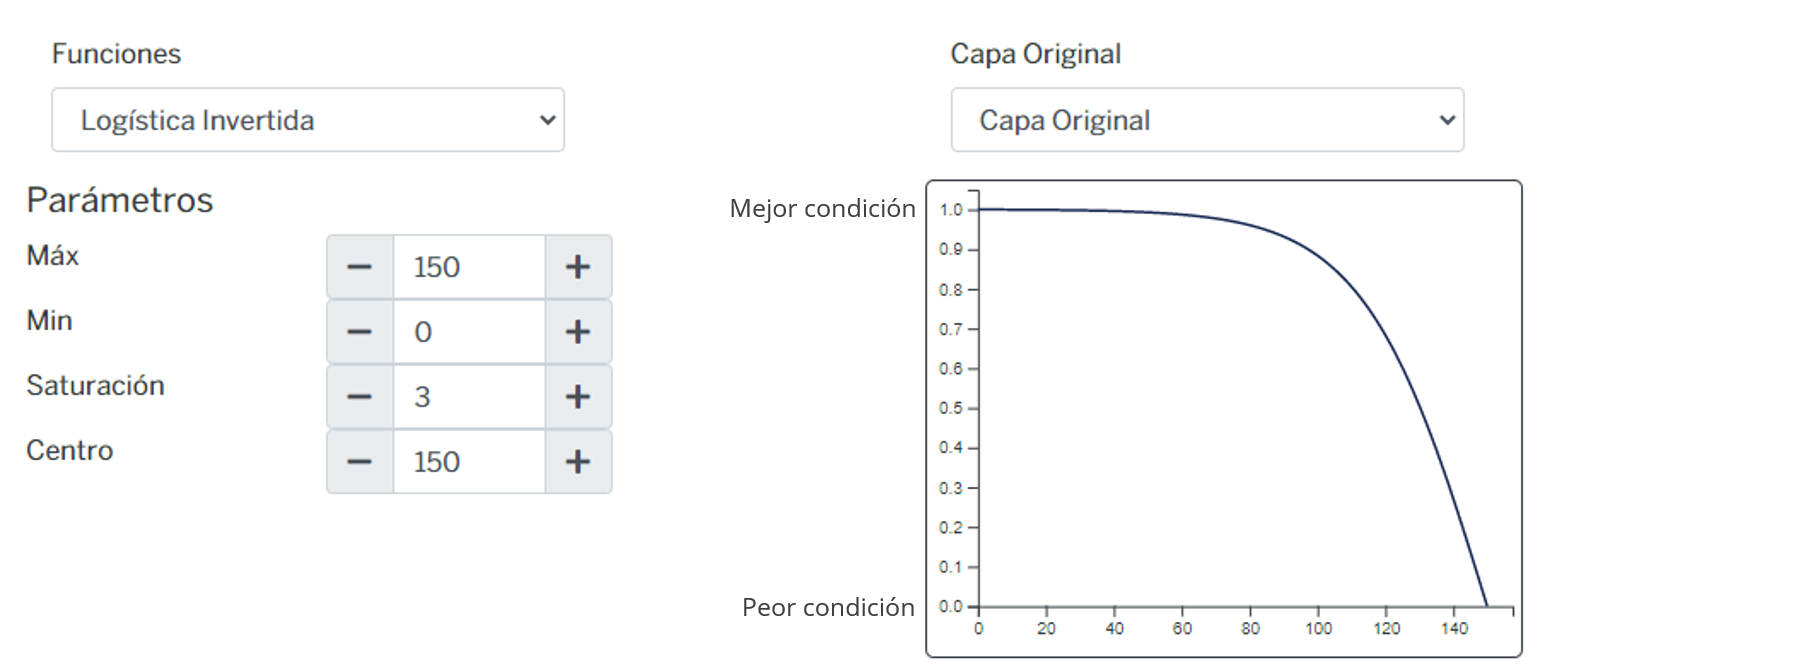 Funciones
Capa Original
Logística Invertida
Capa Original
Parámetros
Máx
150
Min
0
Saturación
3
Centro
150
Mejor condición
Peor condición
1.0
0.9
0.8
0.7
0.6
0.5
0.4
0.3
0.2
0.1
0.0
0 20 40 60 80 100 120 140